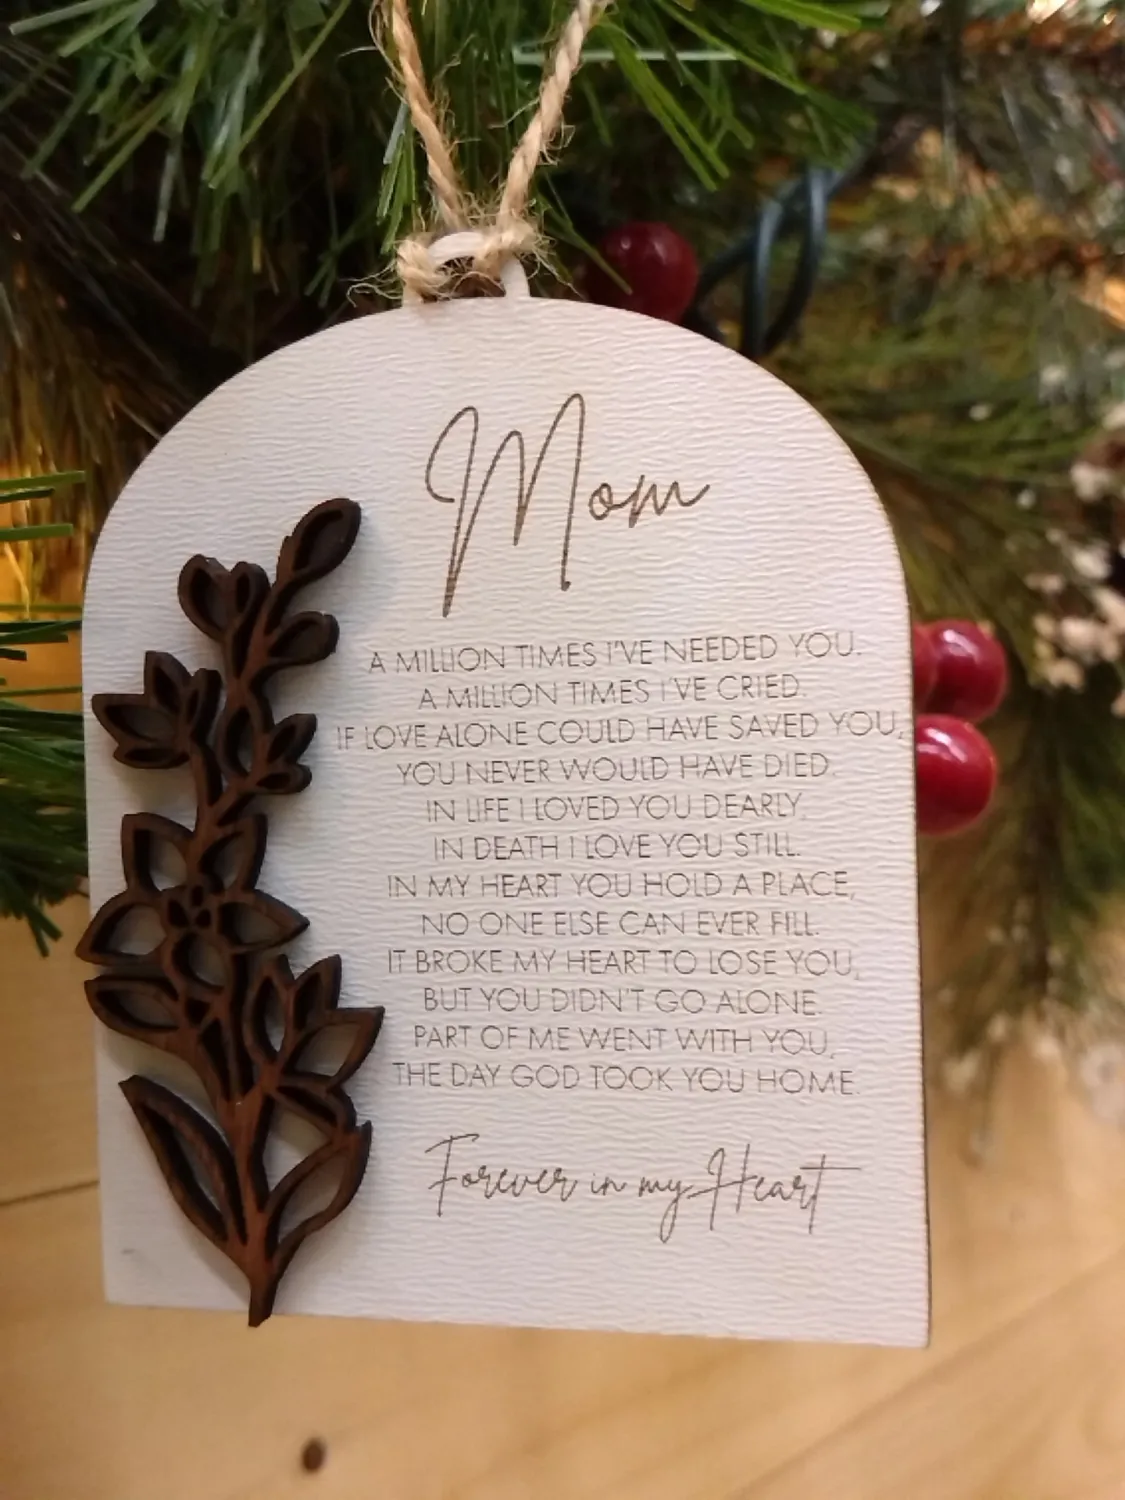 Mom
A MILLION TIMES I'VE NEEDED YOU.
A MILLION TIMES I'VE CRIED.
IF LOVE ALONE COULD HAVE SAVED YOU,
YOU NEVER WOULD HAVE DIED.
IN LIFE I LOVED YOU DEARLY,
IN DEATH I LOVE YOU STILL.
IN MY HEART YOU HOLD A PLACE,
NO ONE ELSE CAN EVER FILL.
IT BROKE MY HEART TO LOSE YOU,
BUT YOU DIDN'T GO ALONE.
PART OF ME WENT WITH YOU,
THE DAY GOD TOOK YOU HOME.
Forever in my Heart